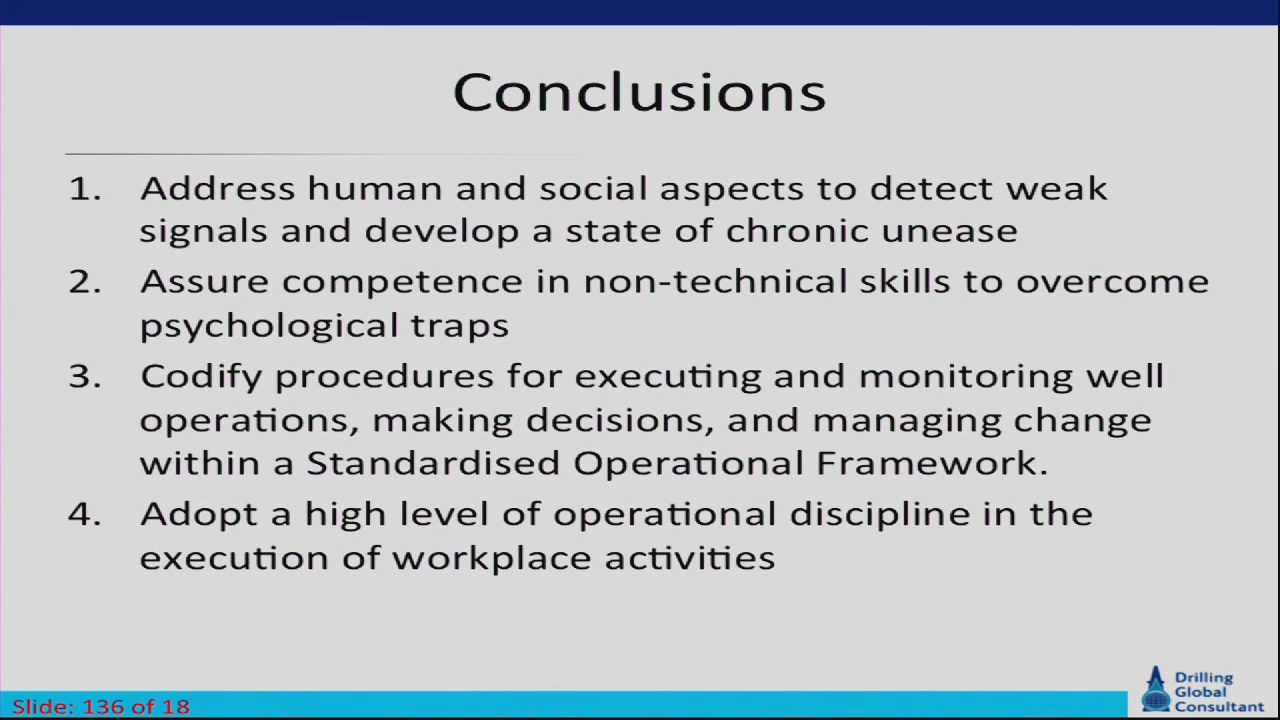 Conclusions
1. Address human and social aspects to detect weak
signals and develop a state of chronic unease
2. Assure competence in non-technical skills to overcome
psychological traps
3. Codify procedures for executing and monitoring well
operations, making decisions, and managing change
within a Standardised Operational Framework.
4. Adopt a high level of operational discipline in the
execution of workplace activities
Slide: 136 of 18
Drilling
Global
Consultant